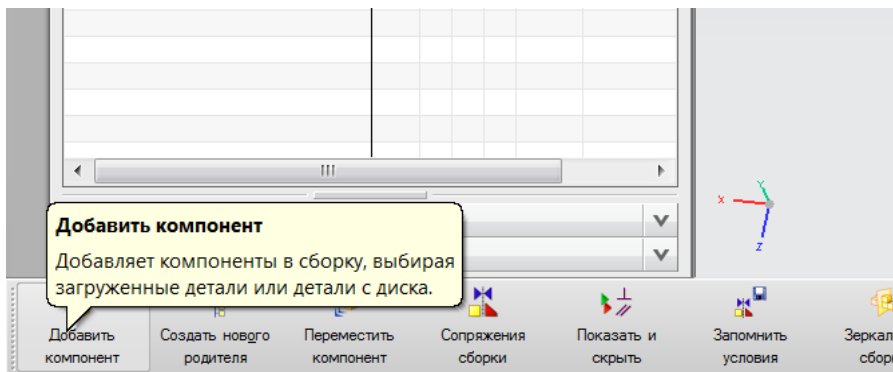 Добавить компонент
Добавляет компоненты в сборку, выбирая
загруженные детали или детали с диска.
X
Y
Z
Добавить
компонент
Создать нового
родителя
Переместить
компонент
Сопряжения
сборки
Показать и
скрыть
Запомнить
условия